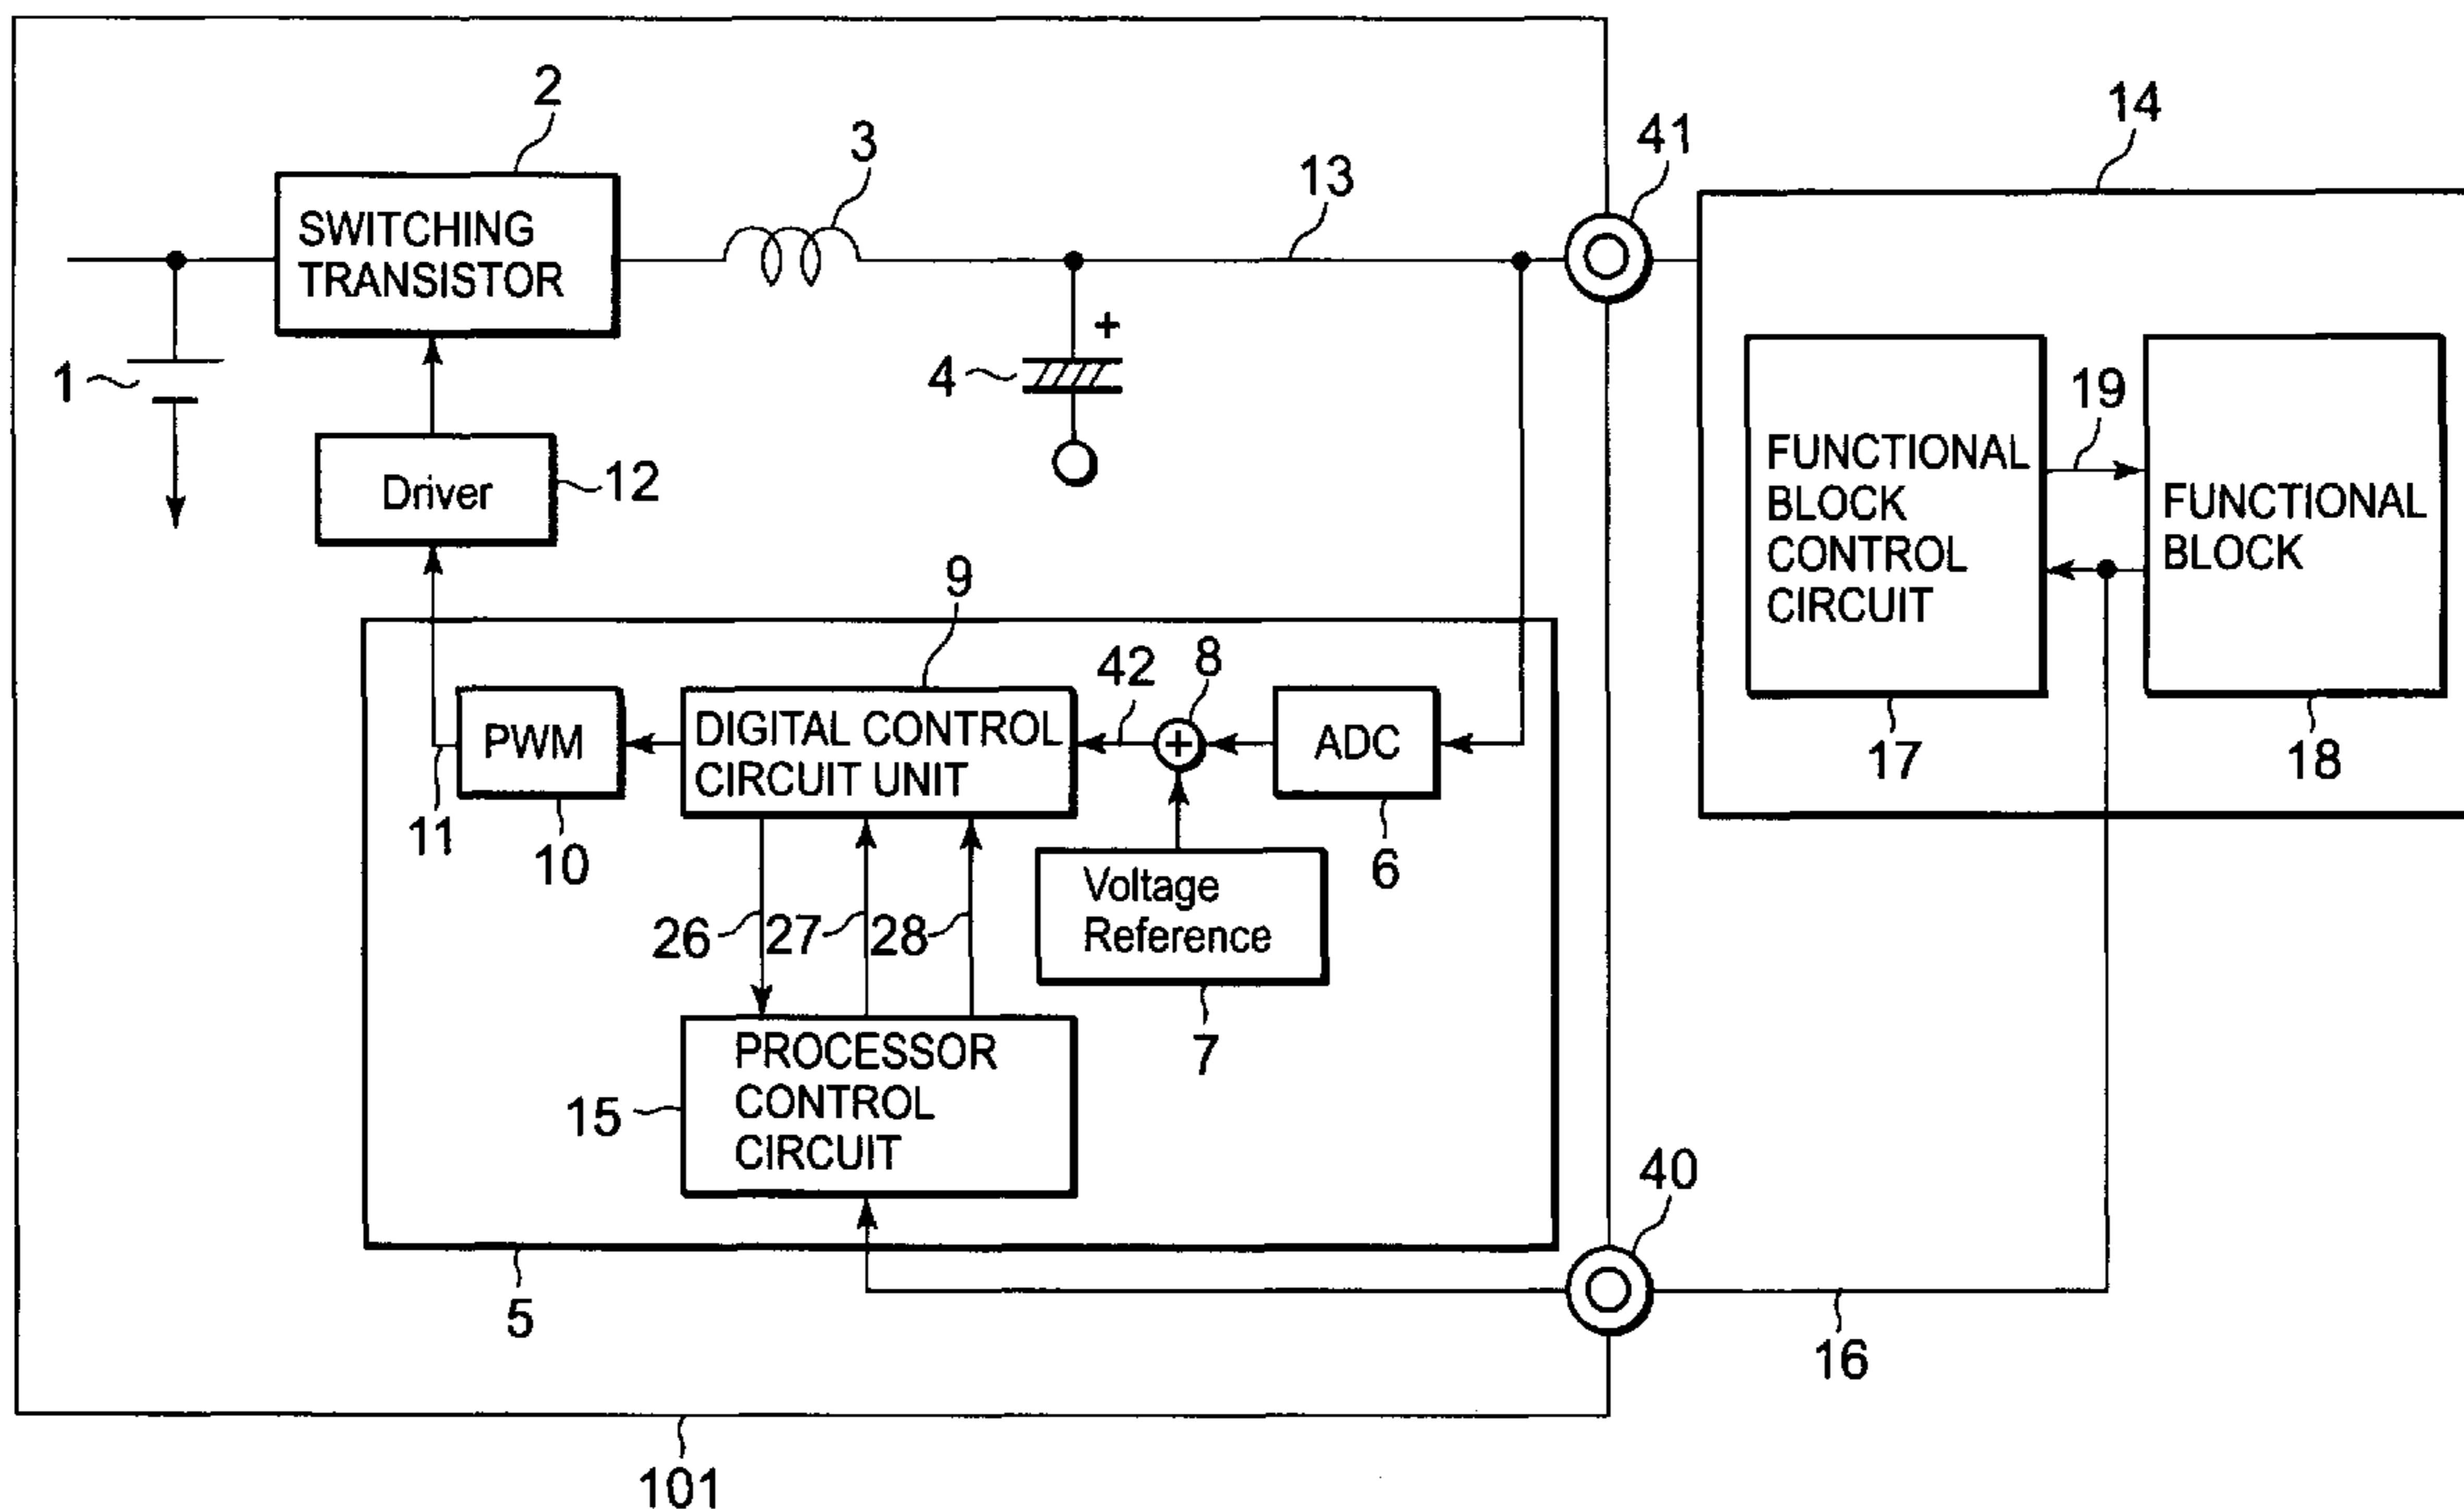 2
14
3
41
13
SWITCHING
TRANSISTOR
+
1
4
19
FUNCTIONAL
BLOCK
CONTROL
CIRCUIT
FUNCTIONAL
BLOCK
Driver
12
9
42
8
PWM
DIGITAL CONTROL
CIRCUIT UNIT
+
ADC
17
18
11
10
6
26
27
28
Voltage
Reference
7
PROCESSOR
CONTROL
CIRCUIT
15
40
5
16
101